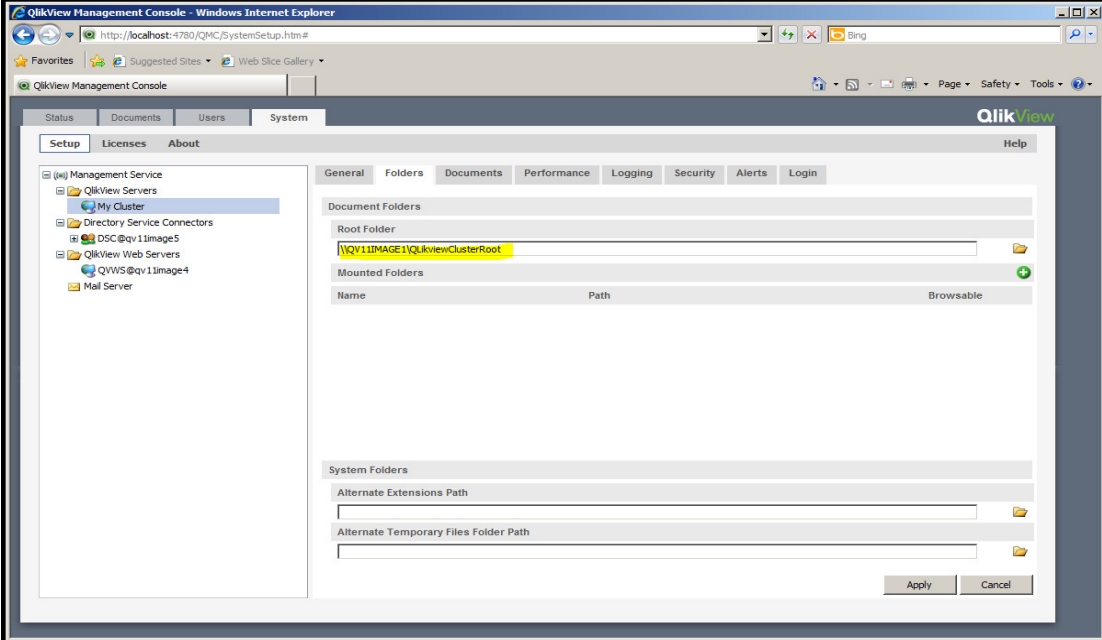 QlikView Management Console - Windows Internet Explorer
http://localhost:4780/QMC/SystemSetup.htm#
Bing
Favorites Suggested Sites Web Slice Gallery
QlikView Management Console Page Safety Tools
Status Documents Users System QlikView
Setup Licenses About Help
Management Service
QlikView Servers
My Cluster
Directory Service Connectors
DSC@qv11image5
QlikView Web Servers
QVWS@qv11image4
Mail Server
General Folders Documents Performance Logging Security Alerts Login
Document Folders
Root Folder
\\QV11IMAGE1\QLikviewClusterRoot
Mounted Folders
Name Path Browsable
System Folders
Alternate Extensions Path
Alternate Temporary Files Folder Path
Apply Cancel